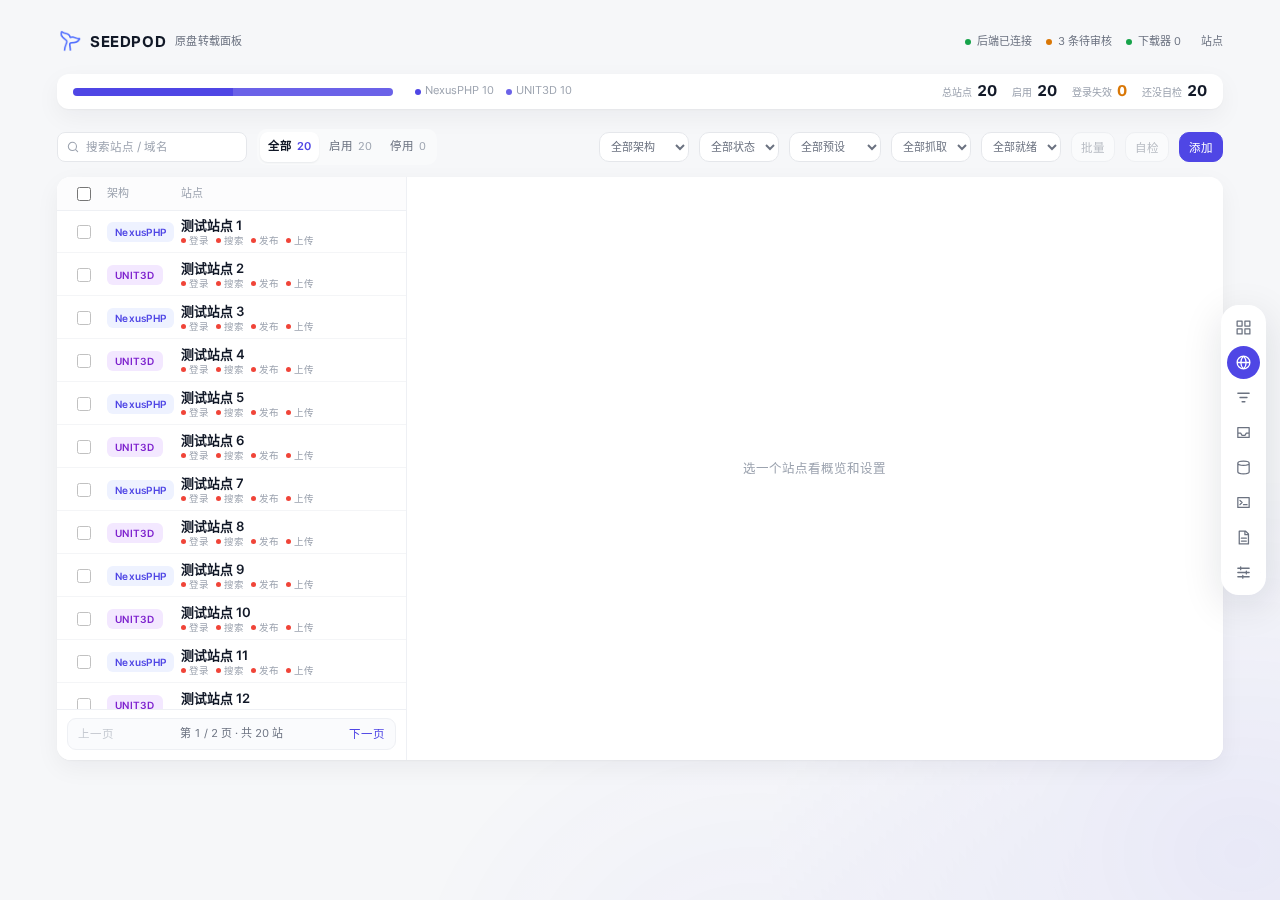 SEEDPOD 原盘转载面板
后端已连接 3 条待审核 下载器 0 站点
NexusPHP 10 UNIT3D 10
总站点 20 启用 20 登录失效 0 还没自检 20
搜索站点 / 域名
全部 20 启用 20 停用 0
全部架构 全部状态 全部预设 全部抓取 全部就绪 批量 自检 添加
架构 站点
NexusPHP 测试站点 1
登录 搜索 发布 上传
UNIT3D 测试站点 2
登录 搜索 发布 上传
NexusPHP 测试站点 3
登录 搜索 发布 上传
UNIT3D 测试站点 4
登录 搜索 发布 上传
NexusPHP 测试站点 5
登录 搜索 发布 上传
UNIT3D 测试站点 6
登录 搜索 发布 上传
NexusPHP 测试站点 7
登录 搜索 发布 上传
UNIT3D 测试站点 8
登录 搜索 发布 上传
NexusPHP 测试站点 9
登录 搜索 发布 上传
UNIT3D 测试站点 10
登录 搜索 发布 上传
NexusPHP 测试站点 11
登录 搜索 发布 上传
UNIT3D 测试站点 12
上一页 第 1 / 2 页 · 共 20 站 下一页
选一个站点看概览和设置